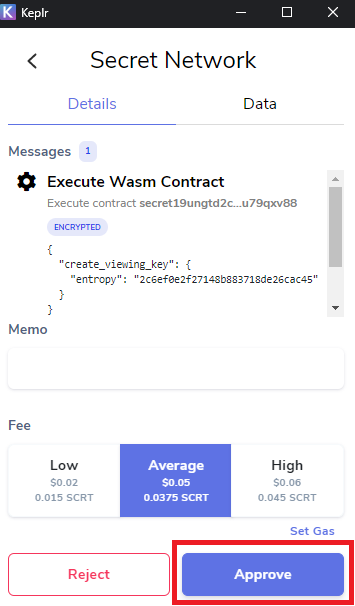 Keplr
Secret Network
Details Data
Messages 1
Execute Wasm Contract
Execute contract secret19ungtd2c...u79qxv88
ENCRYPTED
{
"create_viewing_key": {
"entropy": "2c6ef0e2f27148b883718de26cac45"
}
}
Memo
Fee
Low Average High
$0.02 $0.05 $0.06
0.015 SCRT 0.0375 SCRT 0.045 SCRT
Set Gas
Reject Approve